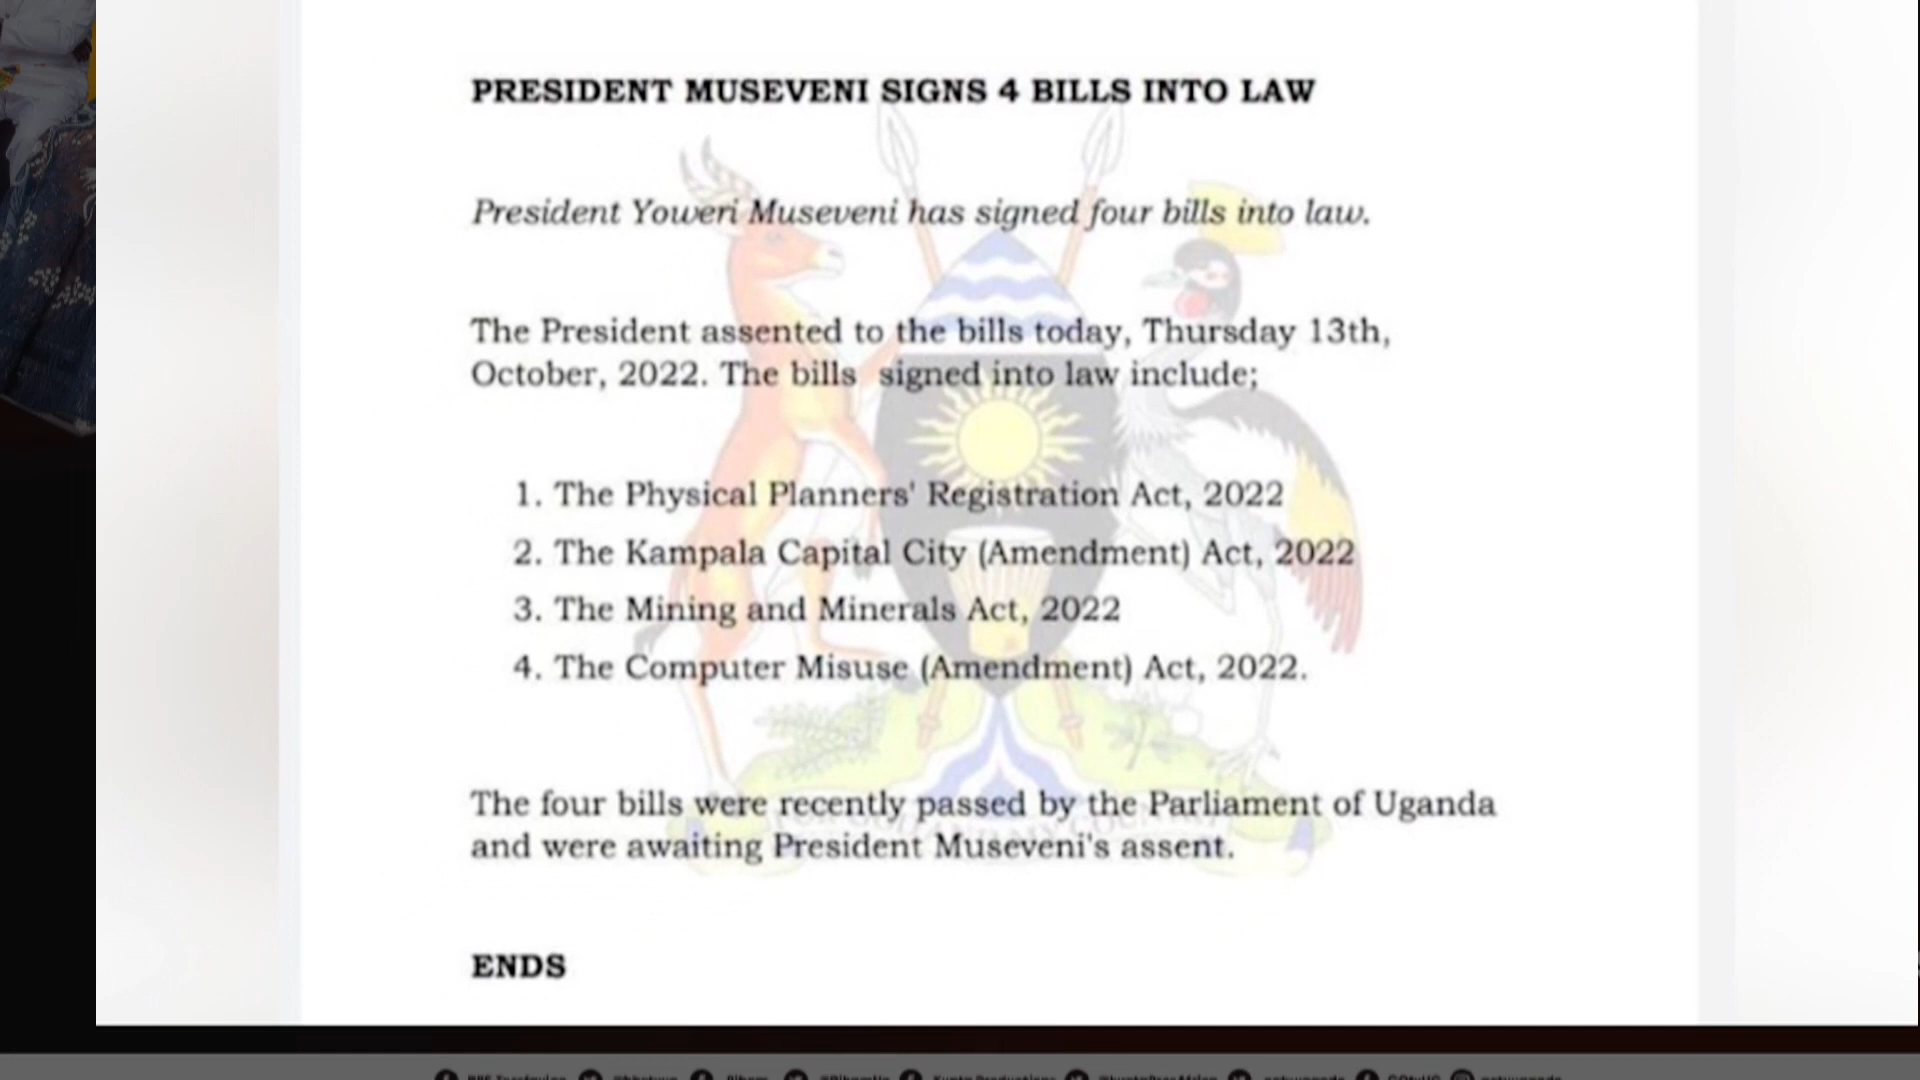 PRESIDENT MUSEVENI SIGNS 4 BILLS INTO LAW
President Yoweri Museveni has signed four bills into law.
The President assented to the bills today, Thursday 13th,
October, 2022. The bills signed into law include;
1. The Physical Planners' Registration Act, 2022
2. The Kampala Capital City (Amendment) Act, 2022
3. The Mining and Minerals Act, 2022
4. The Computer Misuse (Amendment) Act, 2022.
The four bills were recently passed by the Parliament of Uganda
and were awaiting President Museveni's assent.
ENDS